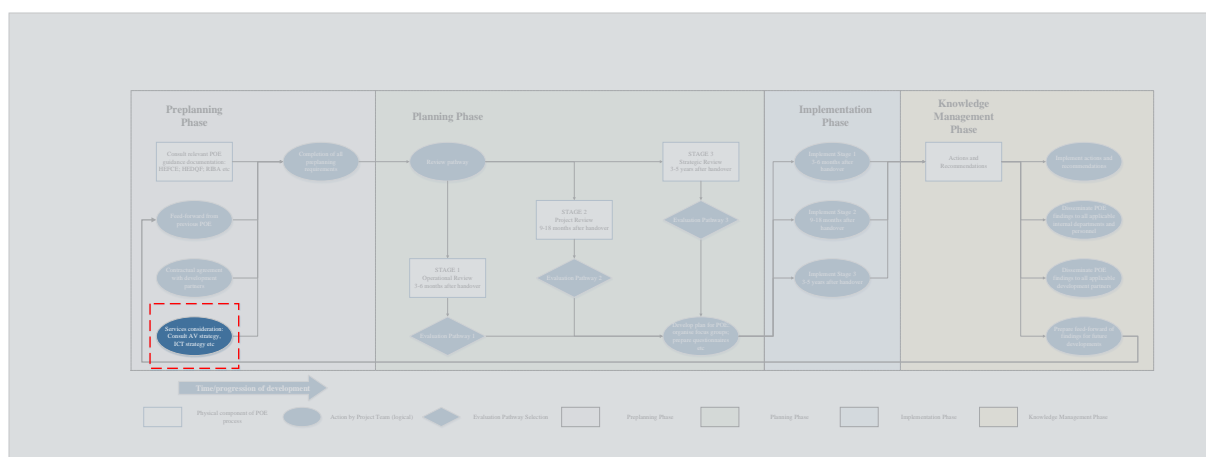 Preplanning
Phase
Planning Phase
Implementation
Phase
Knowledge
Management
Phase
Consult relevant POE
guidance documentation:
HEFCE; HEDQF; RIBA etc
Completion of all
preplanning
requirements
Review pathway
STAGE 3
Strategic Review
3-5 years after handover
Implement Stage 1
3-6 months after
handover
Actions and
Recommendations
Implement actions and
recommendations
Feed-forward from
previous POE
STAGE 2
Project Review
9-18 months after handover
Evaluation Pathway 3
Implement Stage 2
9-18 months after
handover
Disseminate POE
findings to all applicable
internal departments and
personnel
Contractual agreement
with development
partners
STAGE 1
Operational Review
3-6 months after handover
Evaluation Pathway 2
Implement Stage 3
3-5 years after
handover
Disseminate POE
findings to all applicable
development partners
Services consideration:
Consult AV strategy,
ICT strategy etc
Evaluation Pathway 1
Develop plan for POE:
organise focus groups,
prepare questionnaires
etc
Prepare feed-forward of
findings for future
developments
Time/progression of development
Physical component of POE
process
Action by Project Team (logical)
Evaluation Pathway Selection
Preplanning Phase
Planning Phase
Implementation Phase
Knowledge Management Phase